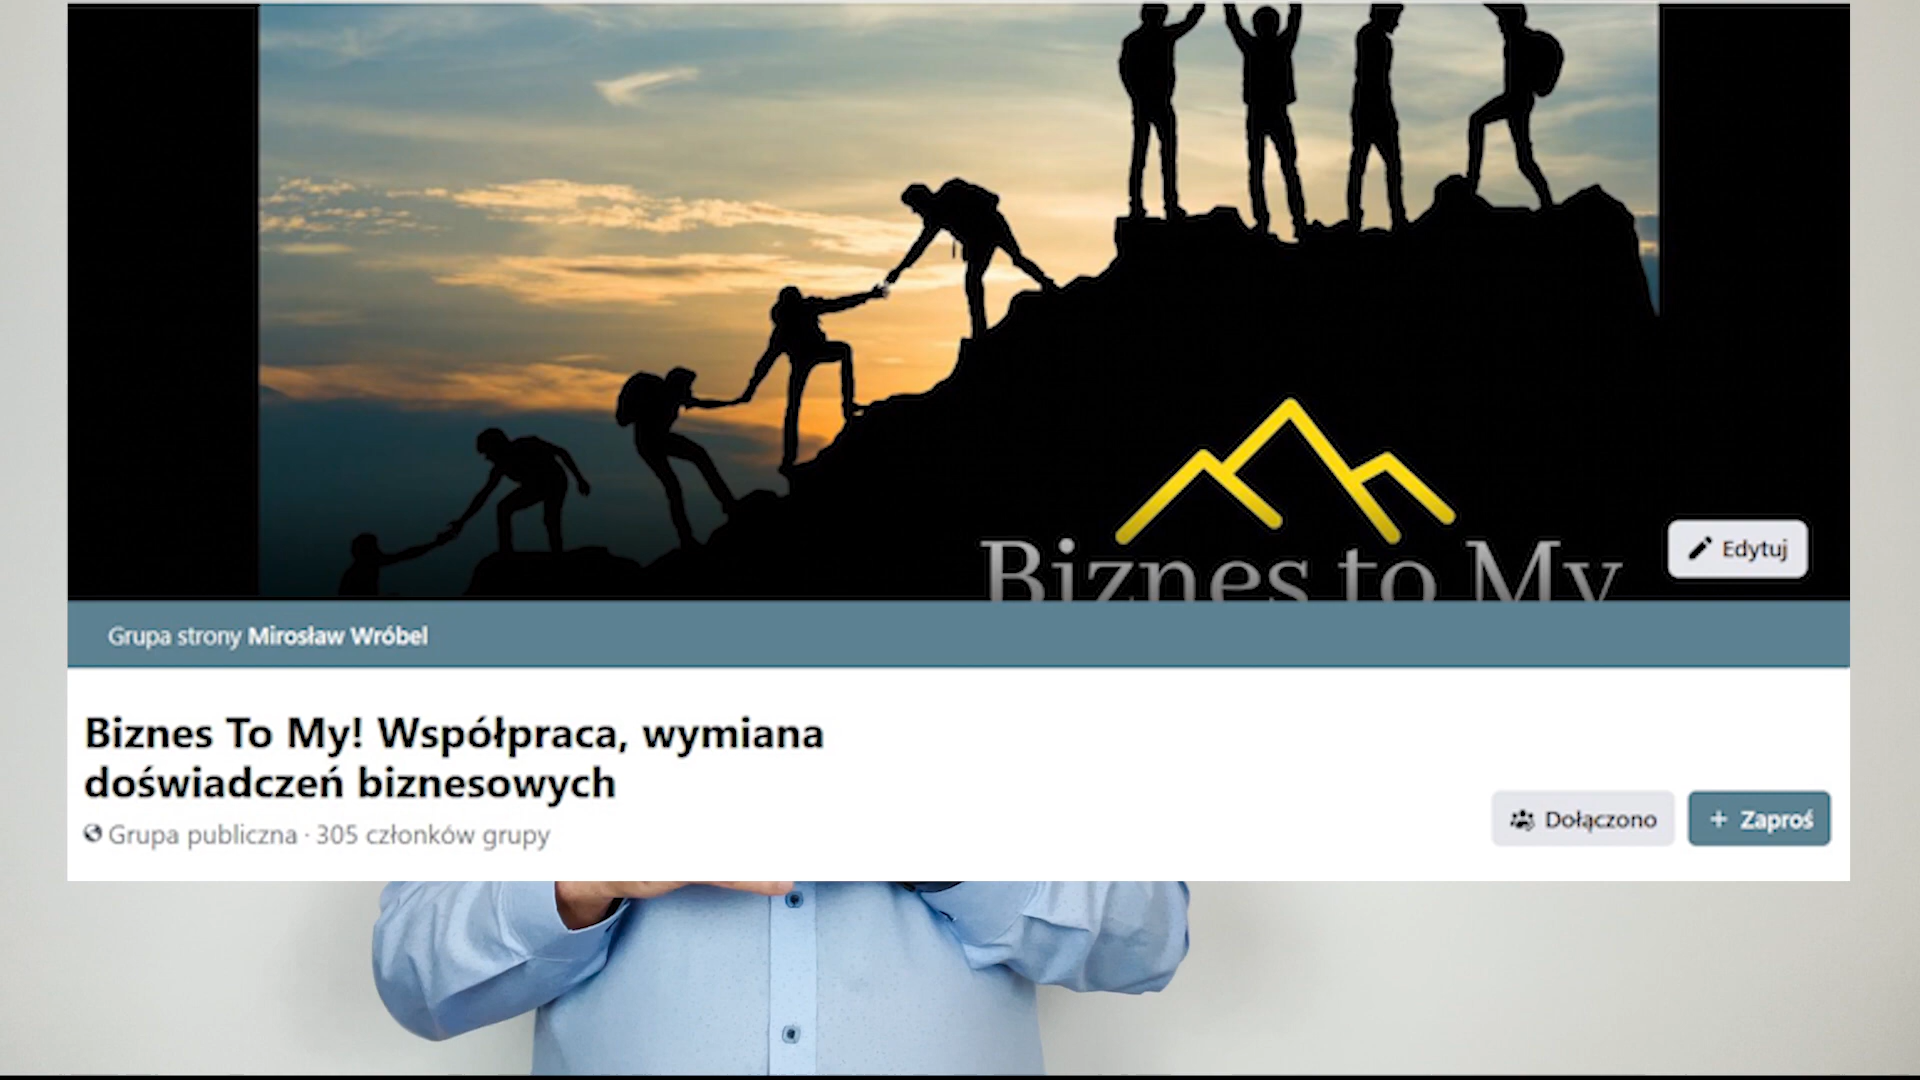 Biznes to My
Edytuj
Grupa strony Mirosław Wróbel
Biznes To My! Współpraca, wymiana
doświadczeń biznesowych
Grupa publiczna · 305 członków grupy
Dołączono
+ Zaproś